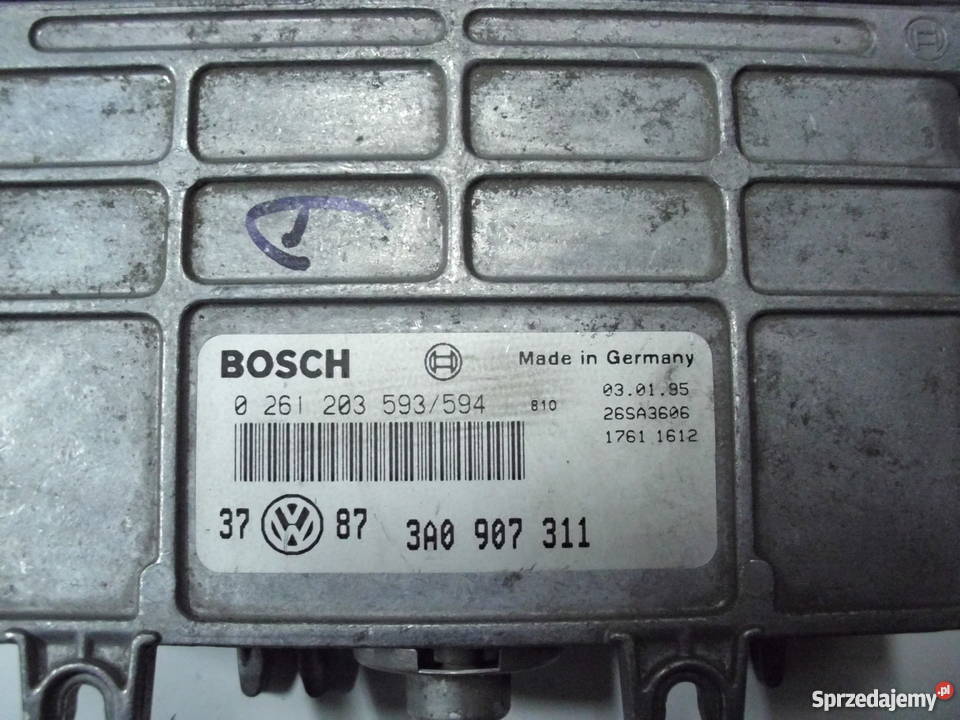 BOSCH
Made in Germany
0 261 203 593/594
810
03.01.95
26SA3606
1761 1612
37 VW 87 3A0 907 311
Sprzedajemy.pl